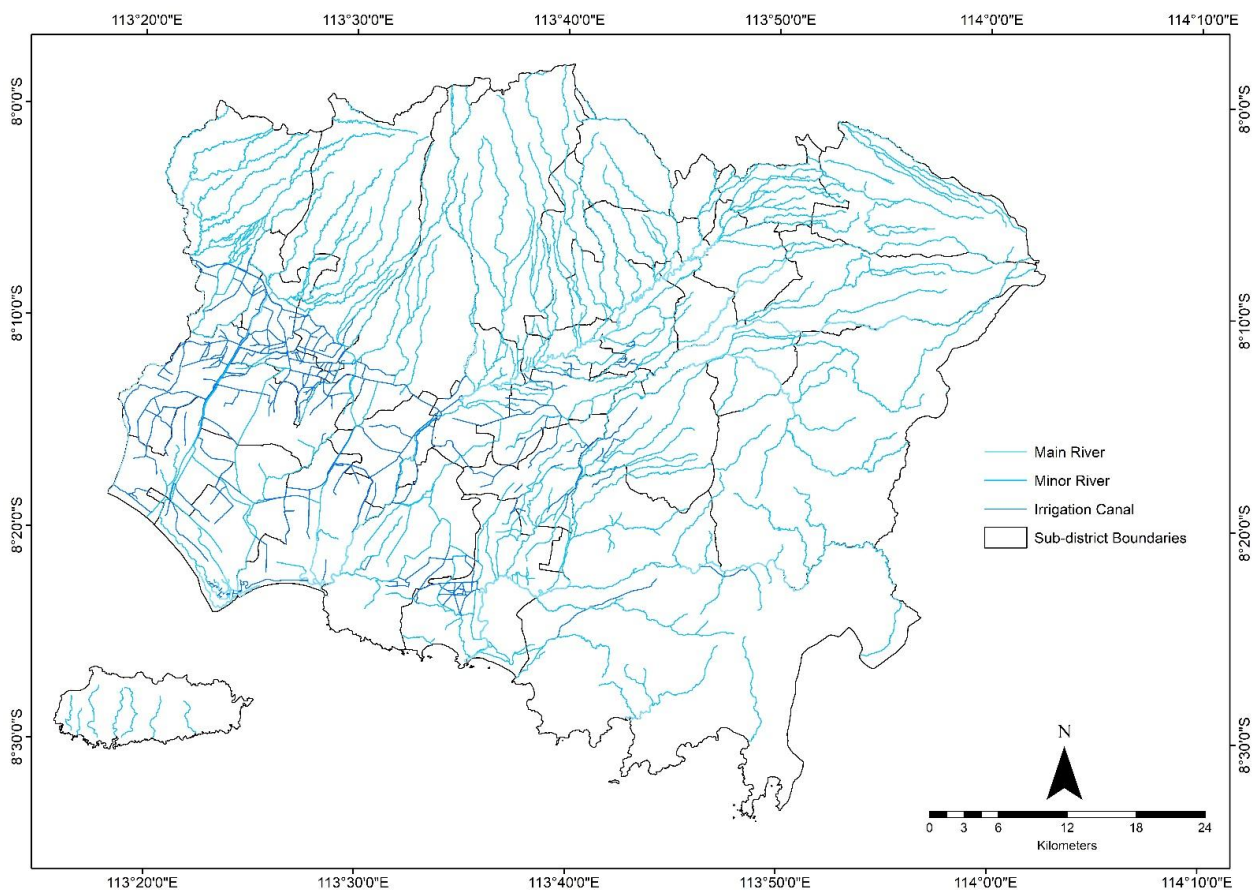 113°20'0"E 113°30'0"E 113°40'0"E 113°50'0"E 114°0'0"E 114°10'0"E
8°0'0"S 8°0'0"S
8°10'0"S 8°10'0"S
Main River
Minor River
Irrigation Canal
Sub-district Boundaries
8°20'0"S 8°20'0"S
8°30'0"S 8°30'0"S
N
0 3 6 12 18 24
Kilometers
113°20'0"E 113°30'0"E 113°40'0"E 113°50'0"E 114°0'0"E 114°10'0"E